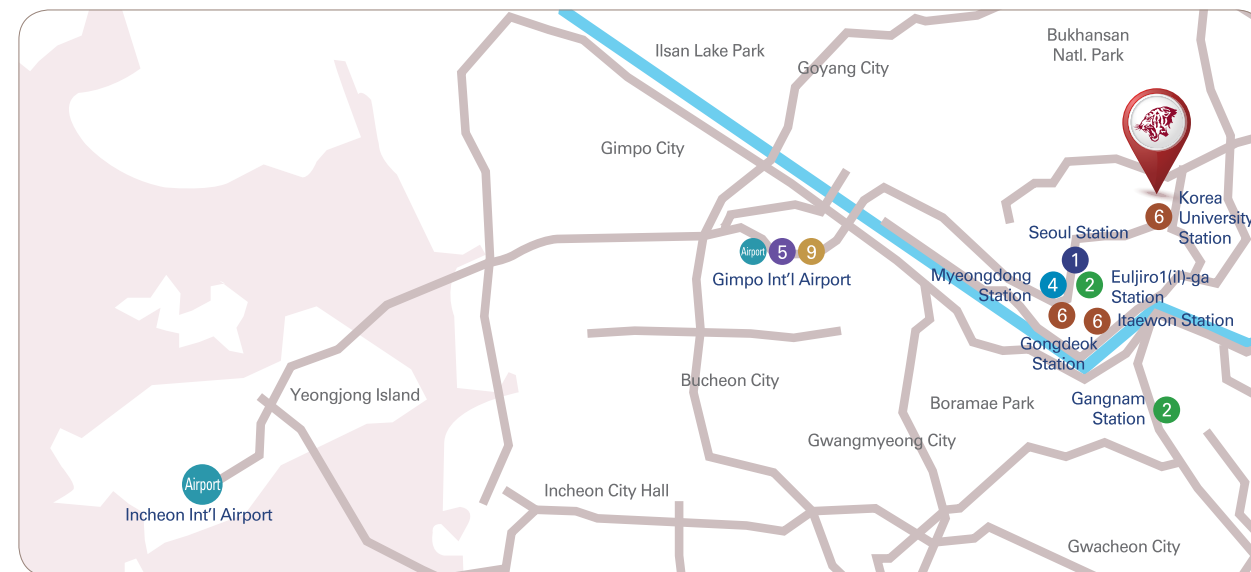 Bukhansan
Natl. Park
Ilsan Lake Park
Goyang City
Gimpo City
Korea
University
Station
6
Seoul Station
1
Airport
5
9
Gimpo Int'l Airport
Myeongdong
Station
4
2
Euljiro1(il)-ga
Station
6
6
Itaewon Station
Gongdeok
Station
Bucheon City
Yeongjong Island
Boramae Park
Gangnam
Station
2
Gwangmyeong City
Airport
Incheon Int'l Airport
Incheon City Hall
Gwacheon City